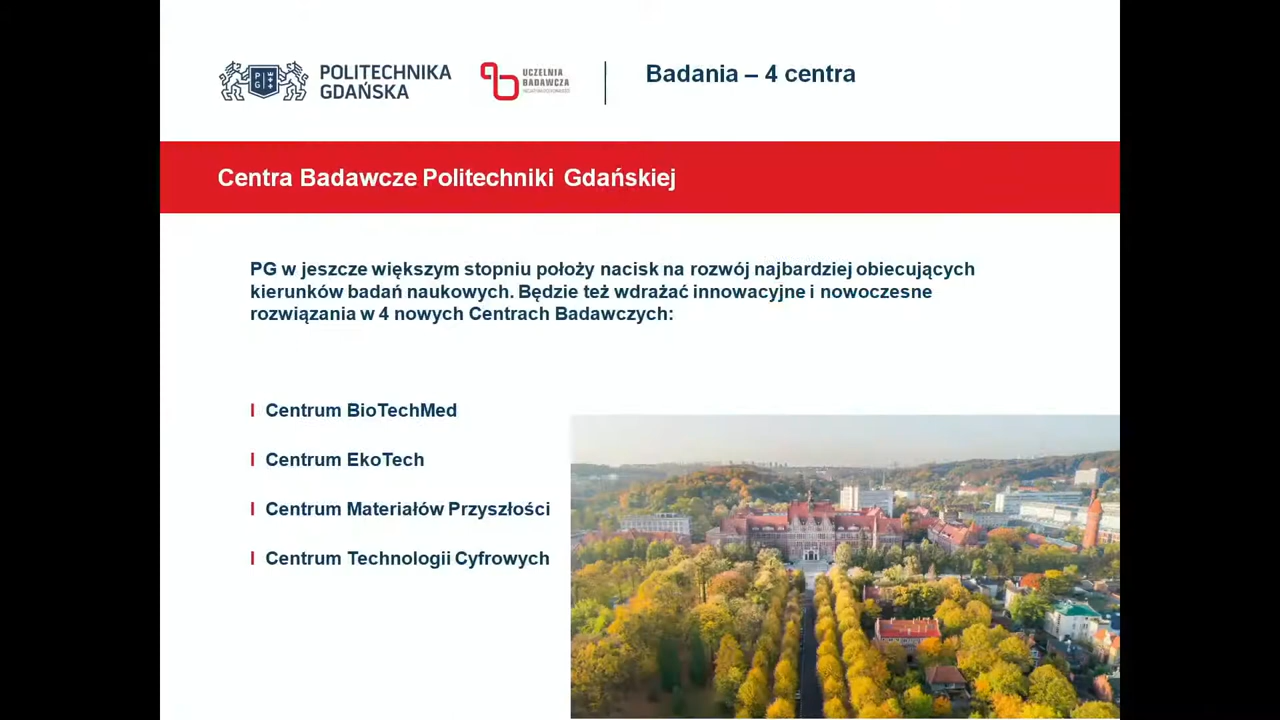 POLITECHNIKA
GDAŃSKA
UCZELNIA
BADAWCZA
Badania – 4 centra
Centra Badawcze Politechniki Gdańskiej
PG w jeszcze większym stopniu położy nacisk na rozwój najbardziej obiecujących
kierunków badań naukowych. Będzie też wdrażać innowacyjne i nowoczesne
rozwiązania w 4 nowych Centrach Badawczych:
Centrum BioTechMed
Centrum EkoTech
Centrum Materiałów Przyszłości
Centrum Technologii Cyfrowych